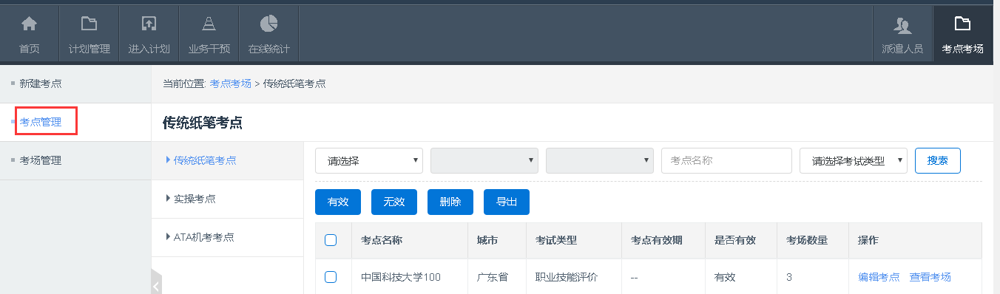 首页 计划管理 进入计划 业务干预 在线统计 派遣人员 考点考场
新建考点
当前位置: 考点考场 > 传统纸笔考点
考点管理
传统纸笔考点
考场管理
传统纸笔考点
请选择 考点名称 请选择考试类型 搜索
实操考点
有效 无效 删除 导出
ATA机考考点
考点名称 城市 考试类型 考点有效期 是否有效 考场数量 操作
中国科技大学100 广东省 职业技能评价 -- 有效 3 编辑考点 查看考场